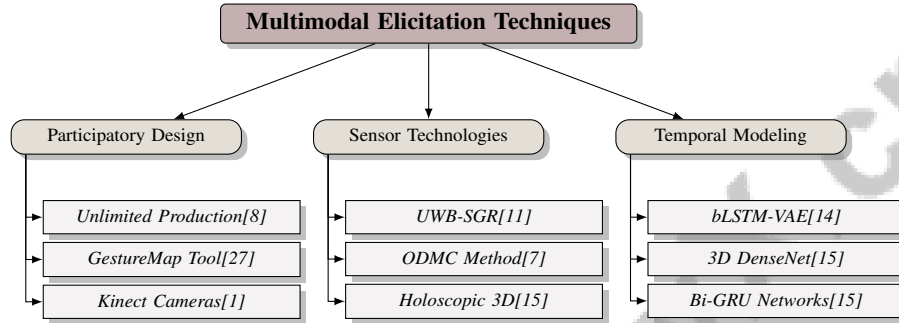 Multimodal Elicitation Techniques
Participatory Design
Unlimited Production[8]
GestureMap Tool[27]
Kinect Cameras[1]
Sensor Technologies
UWB-SGR[11]
ODMC Method[7]
Holoscopic 3D[15]
Temporal Modeling
bLSTM-VAE[14]
3D DenseNet[15]
Bi-GRU Networks[15]